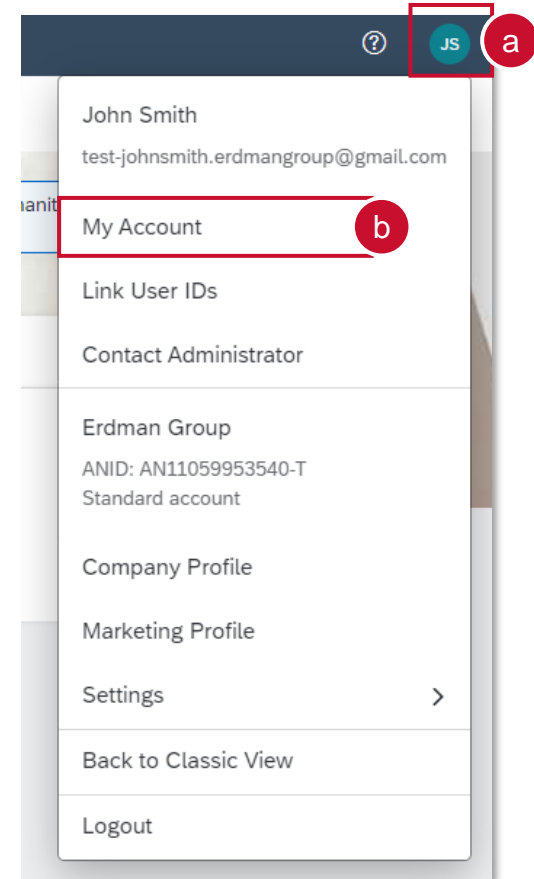 JS
a
John Smith
test-johnsmith.erdmangroup@gmail.com
anit
My Account
b
Link User IDs
Contact Administrator
Erdman Group
ANID: AN11059953540-T
Standard account
Company Profile
Marketing Profile
Settings
Back to Classic View
Logout